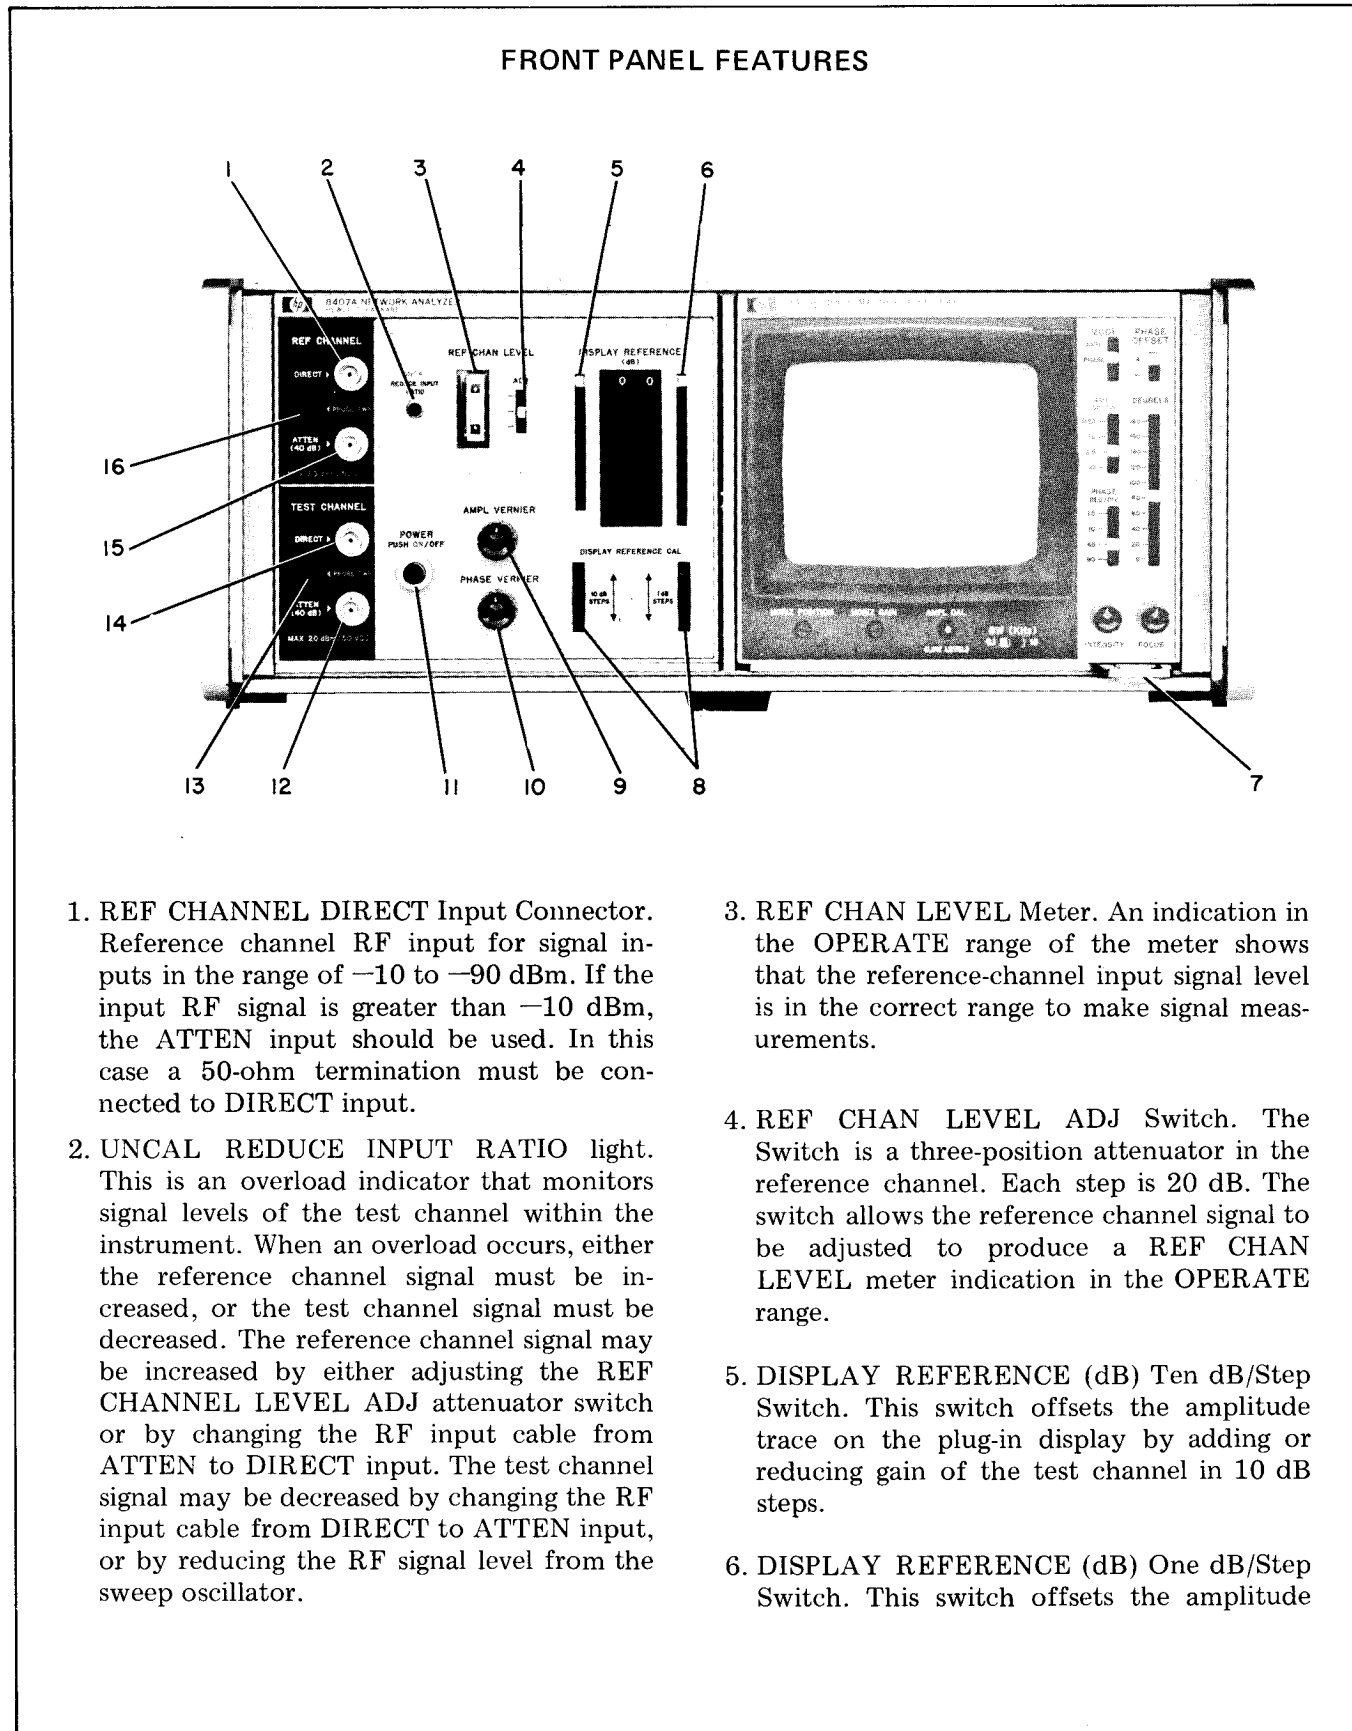 FRONT PANEL FEATURES
1 2 3 4 5 6
hp 8407A NETWORK ANALYZER
REF CHANNEL
DIRECT
ATTEN
(40 dB)
REDUCE INPUT
RATIO
REF CHAN LEVEL
ADJ
DISPLAY REFERENCE
(dB)
0 0
PHASE
OFFSET
16
TEST CHANNEL
DIRECT
ATTEN
(40 dB)
POWER
PUSH ON/OFF
AMPL VERNIER
PHASE VERNIER
DISPLAY REFERENCE CAL
10 dB
STEPS
1 dB
STEPS
INTENSITY
FOCUS
15
14
13 12 11 10 9 8 7
1. REF CHANNEL DIRECT Input Connector.
Reference channel RF input for signal in-
puts in the range of —10 to —90 dBm. If the
input RF signal is greater than —10 dBm,
the ATTEN input should be used. In this
case a 50-ohm termination must be con-
nected to DIRECT input.
2. UNCAL REDUCE INPUT RATIO light.
This is an overload indicator that monitors
signal levels of the test channel within the
instrument. When an overload occurs, either
the reference channel signal must be in-
creased, or the test channel signal must be
decreased. The reference channel signal may
be increased by either adjusting the REF
CHANNEL LEVEL ADJ attenuator switch
or by changing the RF input cable from
ATTEN to DIRECT input. The test channel
signal may be decreased by changing the RF
input cable from DIRECT to ATTEN input,
or by reducing the RF signal level from the
sweep oscillator.
3. REF CHAN LEVEL Meter. An indication in
the OPERATE range of the meter shows
that the reference-channel input signal level
is in the correct range to make signal meas-
urements.
4. REF CHAN LEVEL ADJ Switch. The
Switch is a three-position attenuator in the
reference channel. Each step is 20 dB. The
switch allows the reference channel signal to
be adjusted to produce a REF CHAN
LEVEL meter indication in the OPERATE
range.
5. DISPLAY REFERENCE (dB) Ten dB/Step
Switch. This switch offsets the amplitude
trace on the plug-in display by adding or
reducing gain of the test channel in 10 dB
steps.
6. DISPLAY REFERENCE (dB) One dB/Step
Switch. This switch offsets the amplitude